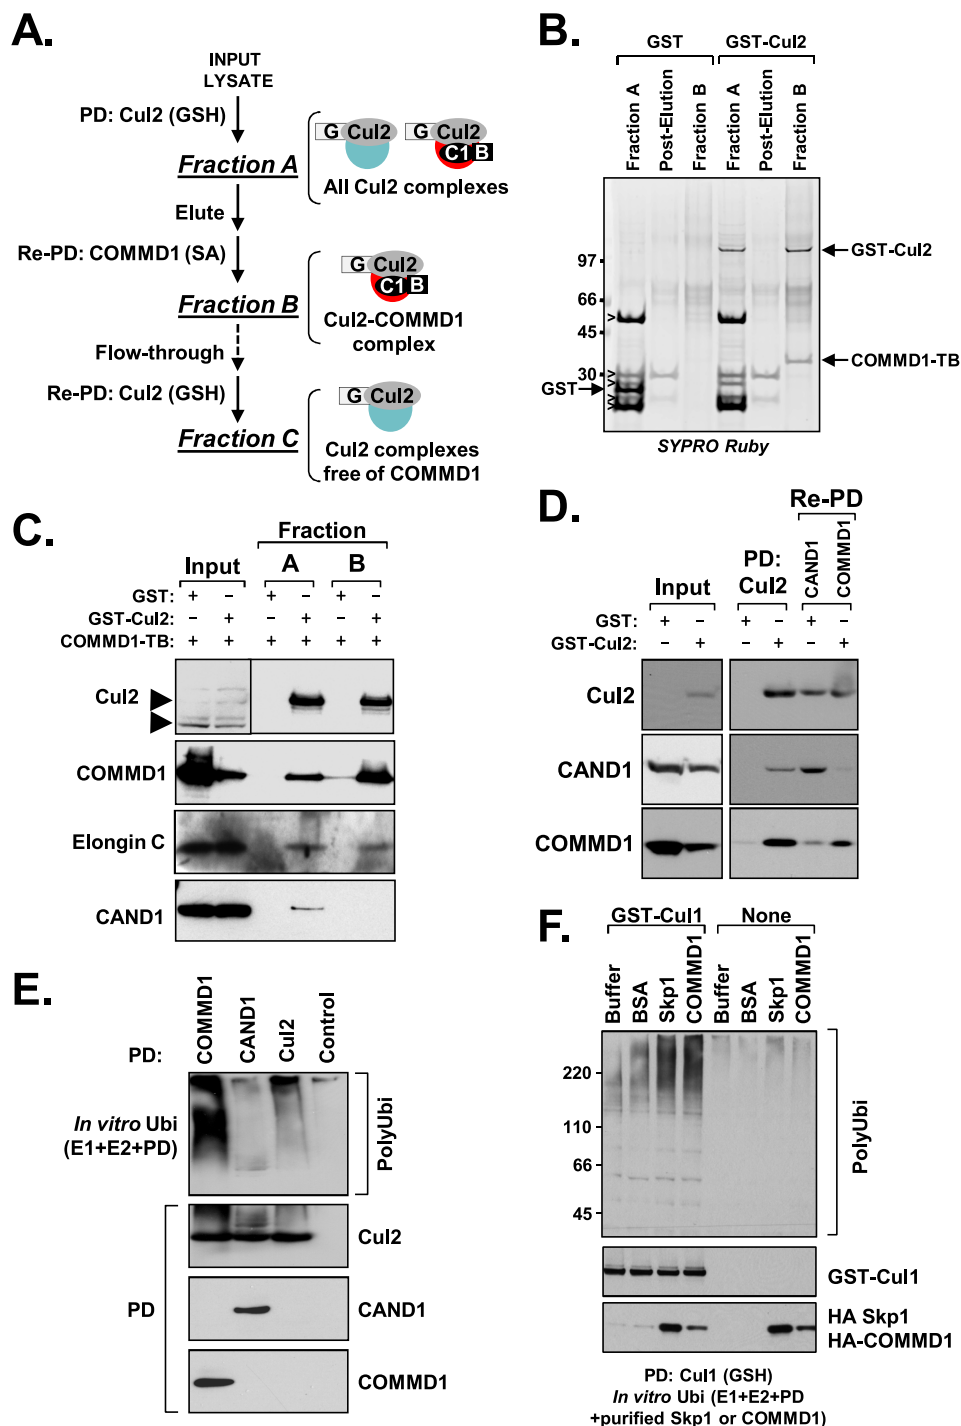 A.
INPUT
LYSATE
PD: Cul2 (GSH)
Fraction A
G Cul2
G Cul2
C1 B
All Cul2 complexes
Elute
Re-PD: COMMD1 (SA)
Fraction B
G Cul2
C1 B
Cul2-COMMD1
complex
Flow-through
Re-PD: Cul2 (GSH)
Fraction C
G Cul2
Cul2 complexes
free of COMMD1
B.
GST GST-Cul2
Fraction A
Post-Elution
Fraction B
Fraction A
Post-Elution
Fraction B
97
66
45
30
GST
GST-Cul2
COMMD1-TB
> > > > >
SYPRO Ruby
C.
Fraction
Input A B
GST: + – + – + –
GST-Cul2: – + – + – +
COMMD1-TB: + + + + + +
Cul2
COMMD1
Elongin C
CAND1
D.
Re-PD
CAND1
COMMD1
PD:
Input Cul2
GST: + – – – + –
GST-Cul2: – + – + – +
Cul2
CAND1
COMMD1
E.
PD:
COMMD1
CAND1
Cul2
Control
In vitro Ubi
(E1+E2+PD)
PolyUbi
PD
Cul2
CAND1
COMMD1
F.
GST-Cul1 None
Buffer
BSA
Skp1
COMMD1
Buffer
BSA
Skp1
COMMD1
220
110
66
45
PolyUbi
GST-Cul1
HA Skp1
HA-COMMD1
PD: Cul1 (GSH)
In vitro Ubi (E1+E2+PD
+purified Skp1 or COMMD1)